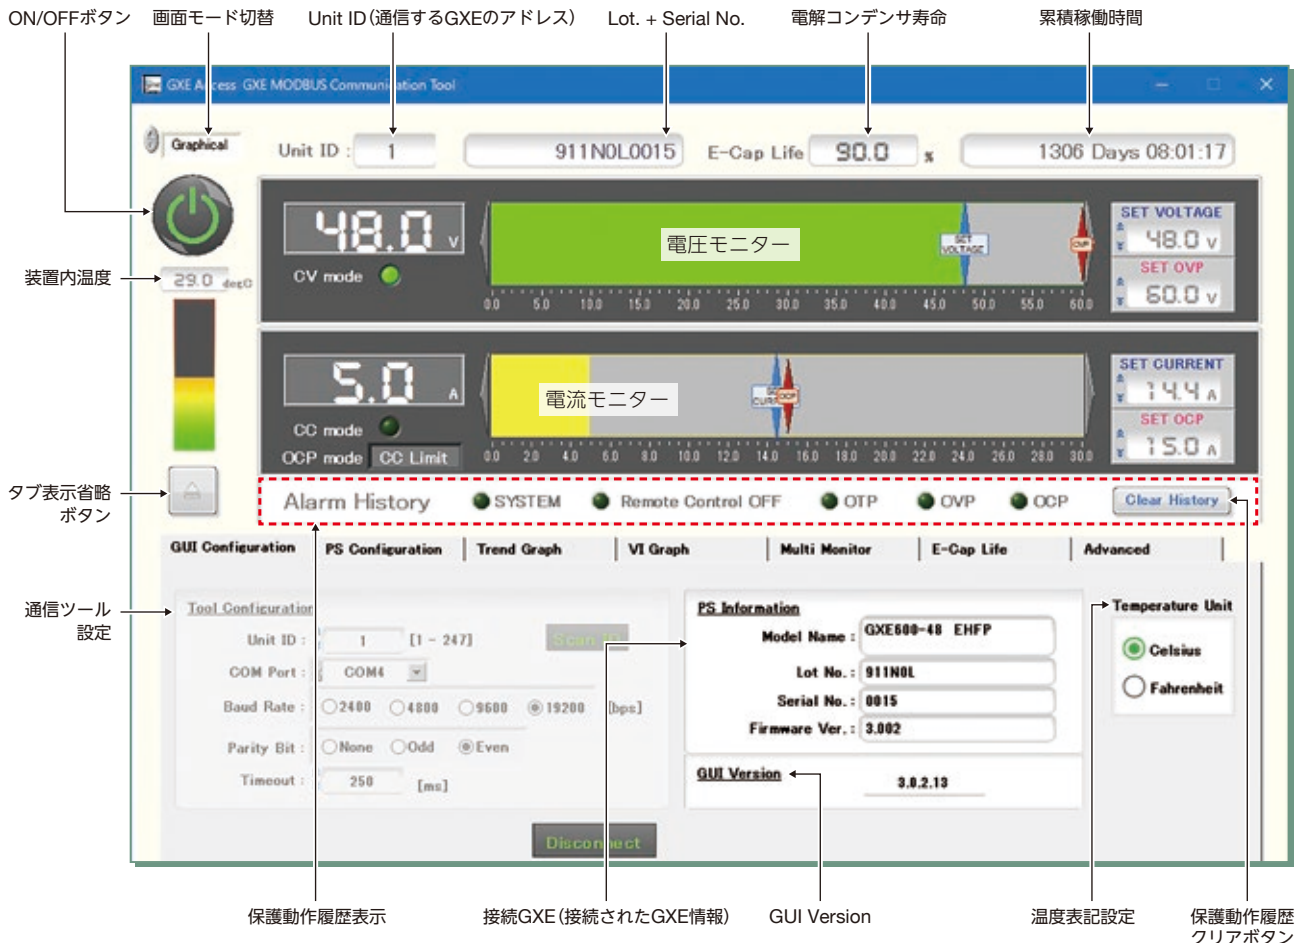 ON/OFFボタン
画面モード切替
Unit ID（通信するGXEのアドレス）
Lot. + Serial No.
電解コンデンサ寿命
累積稼働時間
GXE Access GXE MODBUS Communication Tool
Graphical
Unit ID : 1
911N0L0015
E-Cap Life 90.0 %
1306 Days 08:01:17
48.0 V
CV mode
電圧モニター
SET VOLTAGE
OVP
0.0 5.0 10.0 15.0 20.0 25.0 30.0 35.0 40.0 45.0 50.0 55.0 60.0
SET VOLTAGE
48.0 V
SET OVP
60.0 V
装置内温度
29.0 degC
5.0 A
CC mode
OCP mode CC Limit
電流モニター
OCP
0.0 2.0 4.0 6.0 8.0 10.0 12.0 14.0 16.0 18.0 20.0 22.0 24.0 26.0 28.0 30.0
SET CURRENT
14.4 A
SET OCP
15.0 A
タブ表示省略
ボタン
Alarm History SYSTEM Remote Control OFF OTP OVP OCP Clear History
GUI Configuration PS Configuration Trend Graph VI Graph Multi Monitor E-Cap Life Advanced
通信ツール
設定
Tool Configuration
Unit ID : 1 [1 - 247]
COM Port : COM4
Baud Rate : 2400 4800 9600 19200 [bps]
Parity Bit : None Odd Even
Timeout : 250 [ms]
Disconnect
PS Information
Model Name : GXE600-48 EHFP
Lot No. : 911N0L
Serial No. : 0015
Firmware Ver. : 3.002
GUI Version
3.0.2.13
Temperature Unit
Celsius
Fahrenheit
保護動作履歴表示
接続GXE（接続されたGXE情報）
GUI Version
温度表記設定
保護動作履歴
クリアボタン